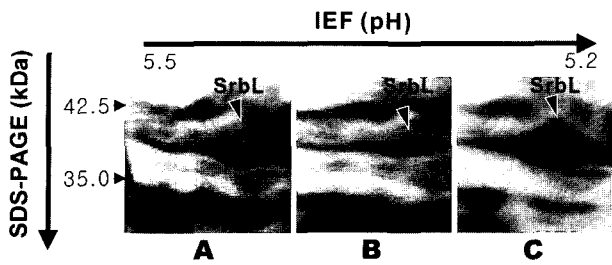 IEF (pH)
5.5
5.2
SrbL
SrbL
SrbL
SDS-PAGE (kDa)
42.5
35.0
A
B
C